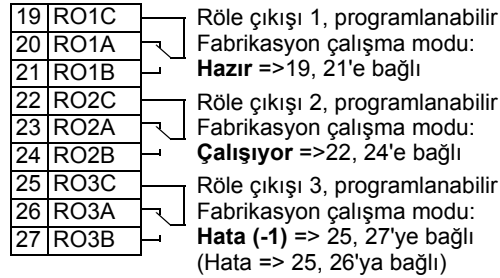 19 RO1C Röle çıkışı 1, programlanabilir
20 RO1A Fabrikasyon çalışma modu:
21 RO1B Hazır =>19, 21'e bağlı
22 RO2C Röle çıkışı 2, programlanabilir
23 RO2A Fabrikasyon çalışma modu:
24 RO2B Çalışıyor =>22, 24'e bağlı
25 RO3C Röle çıkışı 3, programlanabilir
26 RO3A Fabrikasyon çalışma modu:
27 RO3B Hata (-1) => 25, 27'ye bağlı
(Hata => 25, 26'ya bağlı)